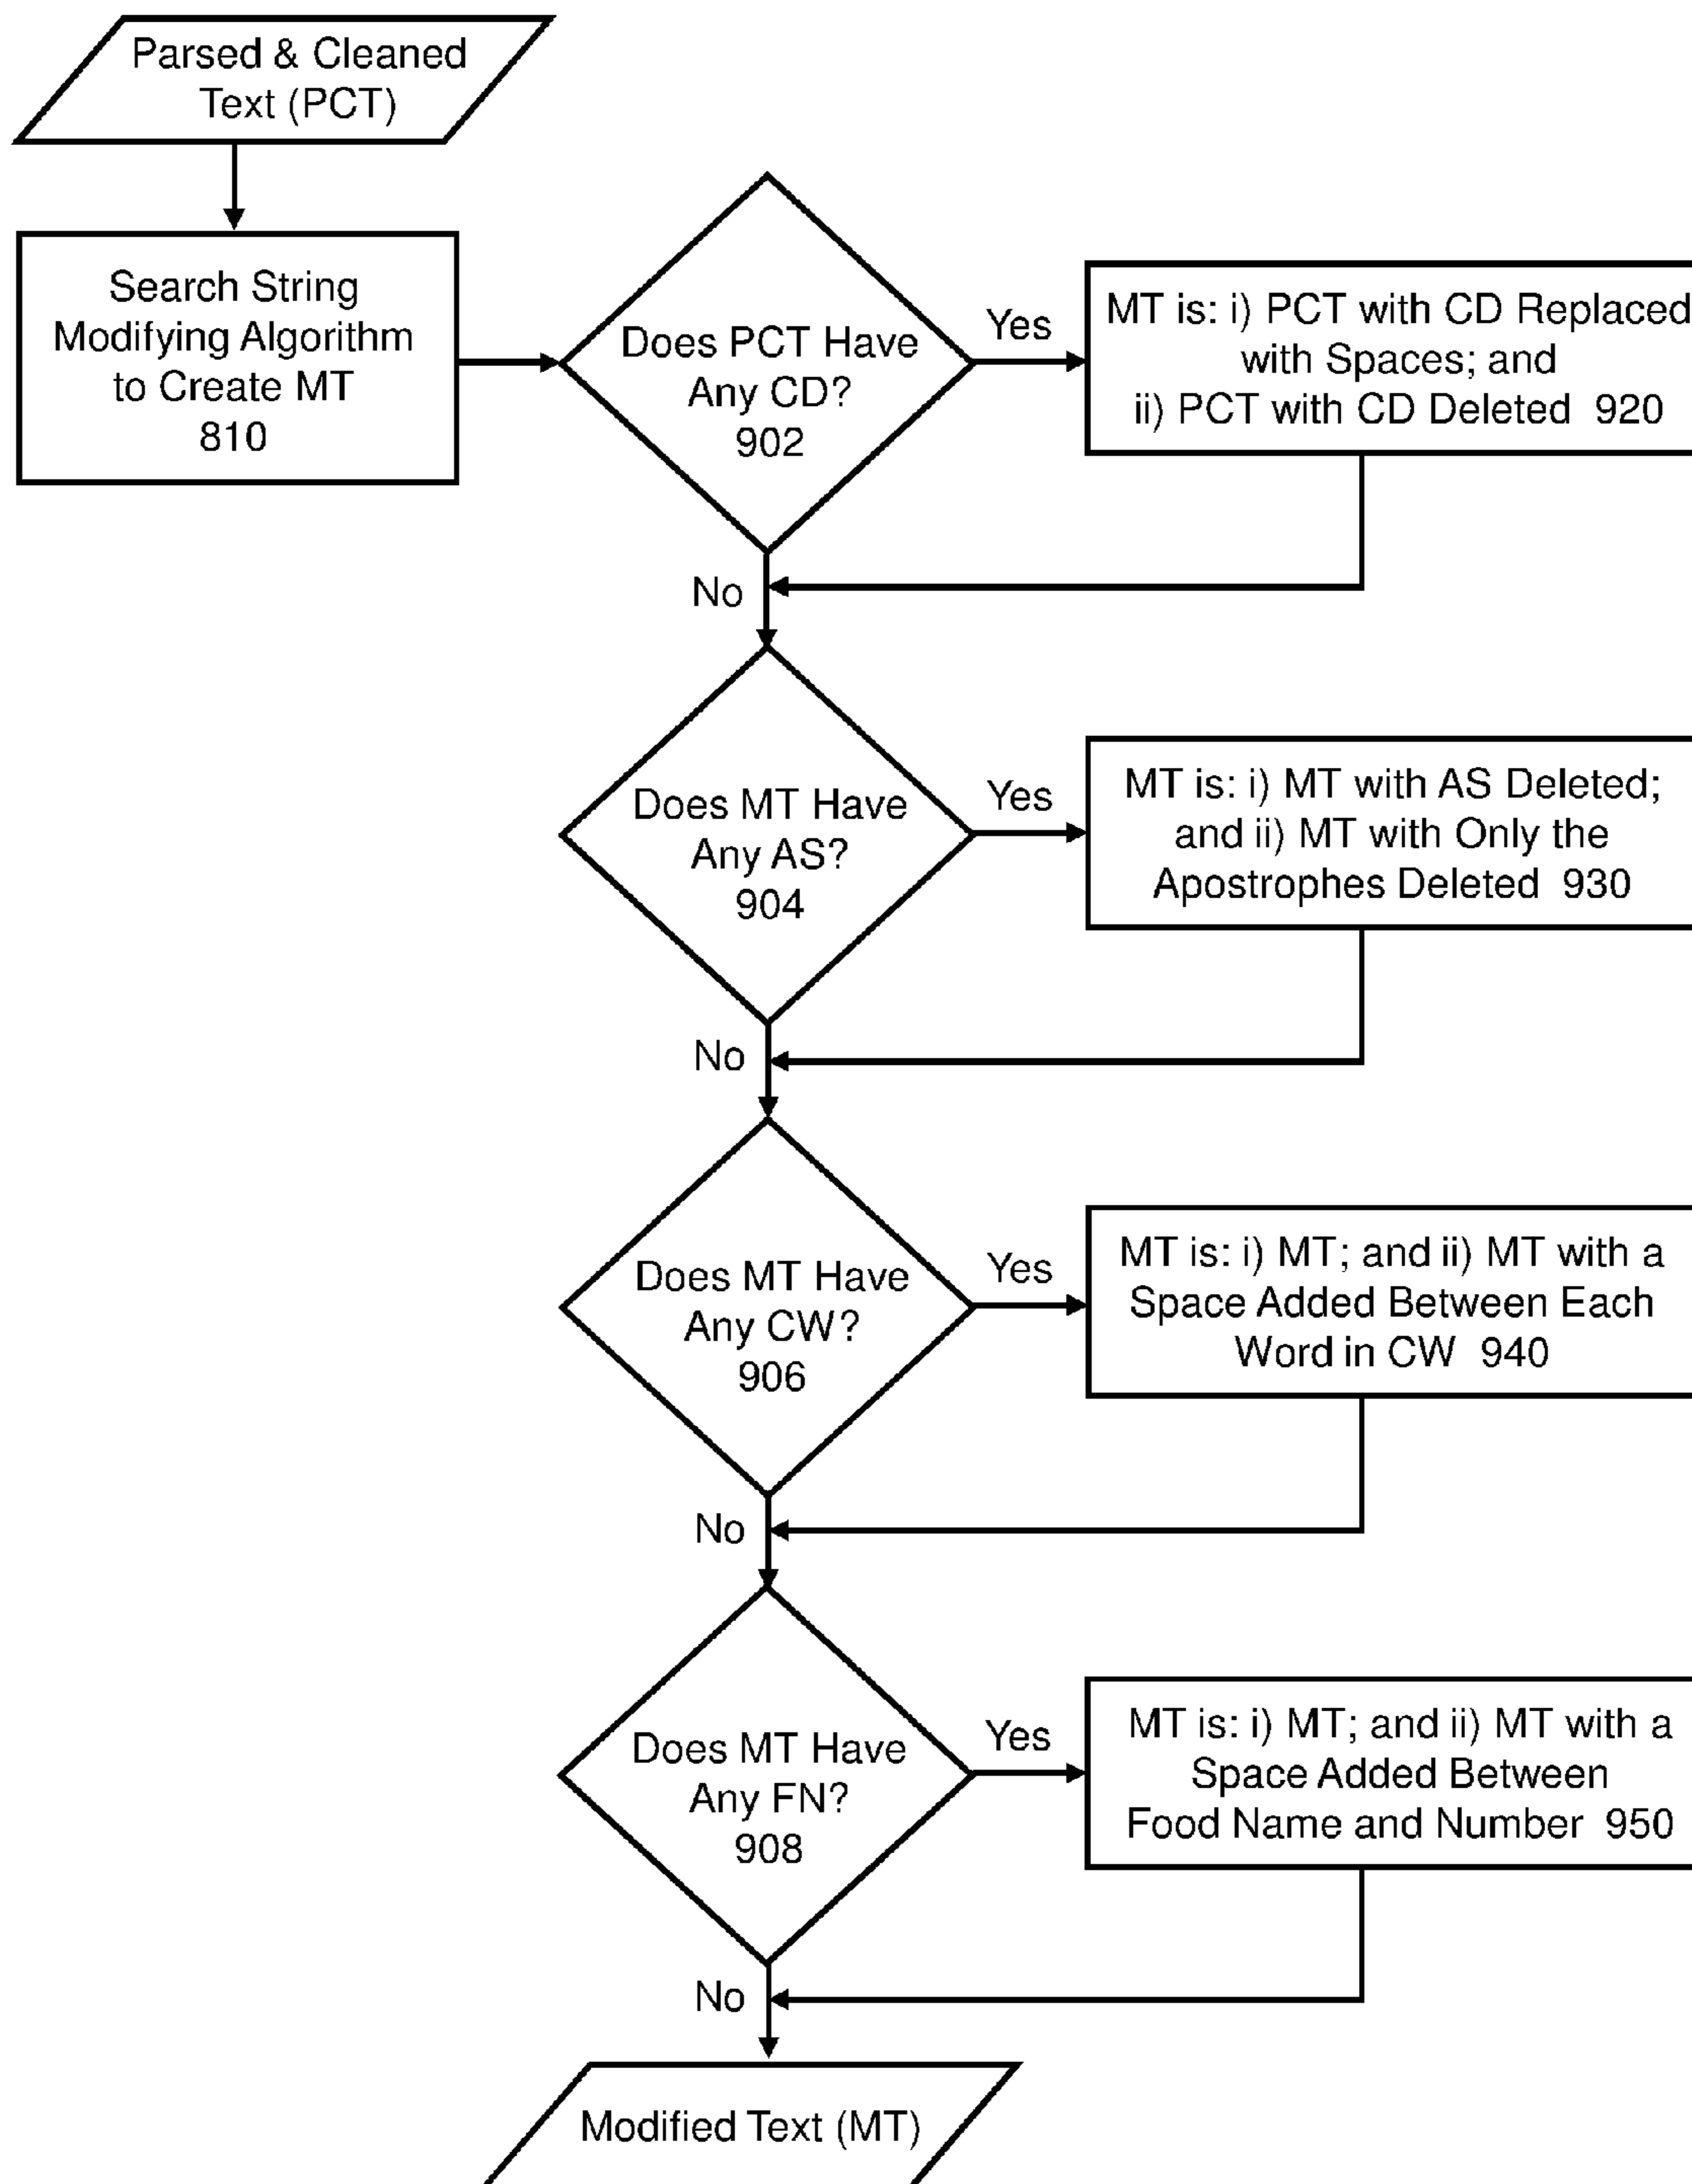 Parsed & Cleaned
Text (PCT)
Search String
Modifying Algorithm
to Create MT
810
Does PCT Have
Any CD?
902
Yes
MT is: i) PCT with CD Replaced
with Spaces; and
ii) PCT with CD Deleted 920
No
Does MT Have
Any AS?
904
Yes
MT is: i) MT with AS Deleted;
and ii) MT with Only the
Apostrophes Deleted 930
No
Does MT Have
Any CW?
906
Yes
MT is: i) MT; and ii) MT with a
Space Added Between Each
Word in CW 940
No
Does MT Have
Any FN?
908
Yes
MT is: i) MT; and ii) MT with a
Space Added Between
Food Name and Number 950
No
Modified Text (MT)